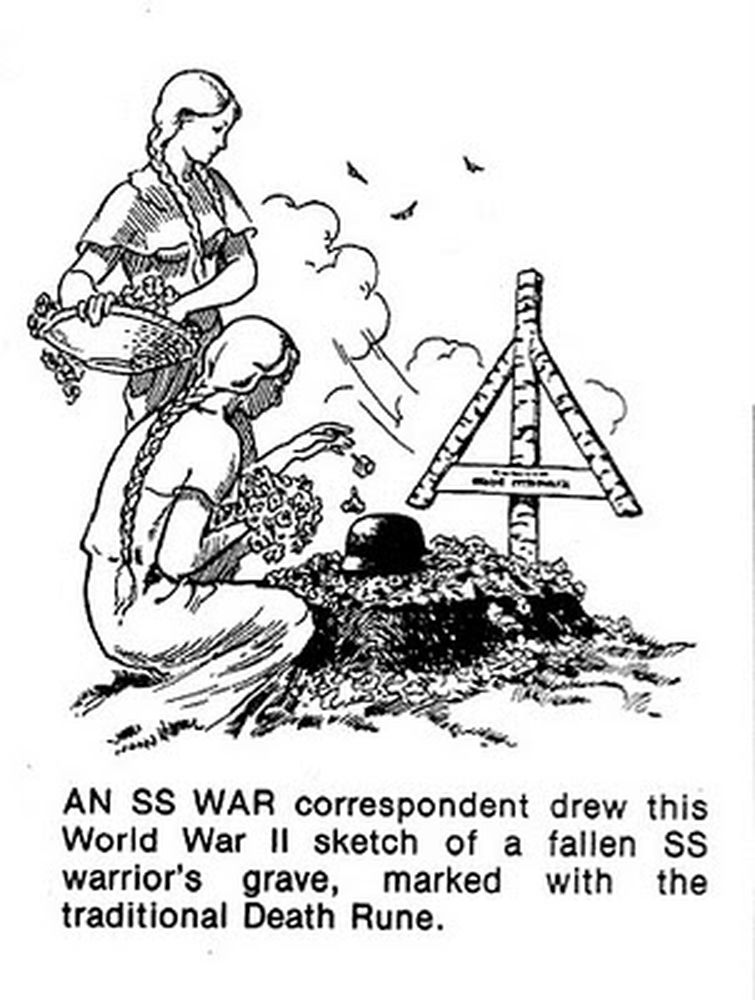 AN SS WAR correspondent drew this
World War II sketch of a fallen SS
warrior's grave, marked with the
traditional Death Rune.